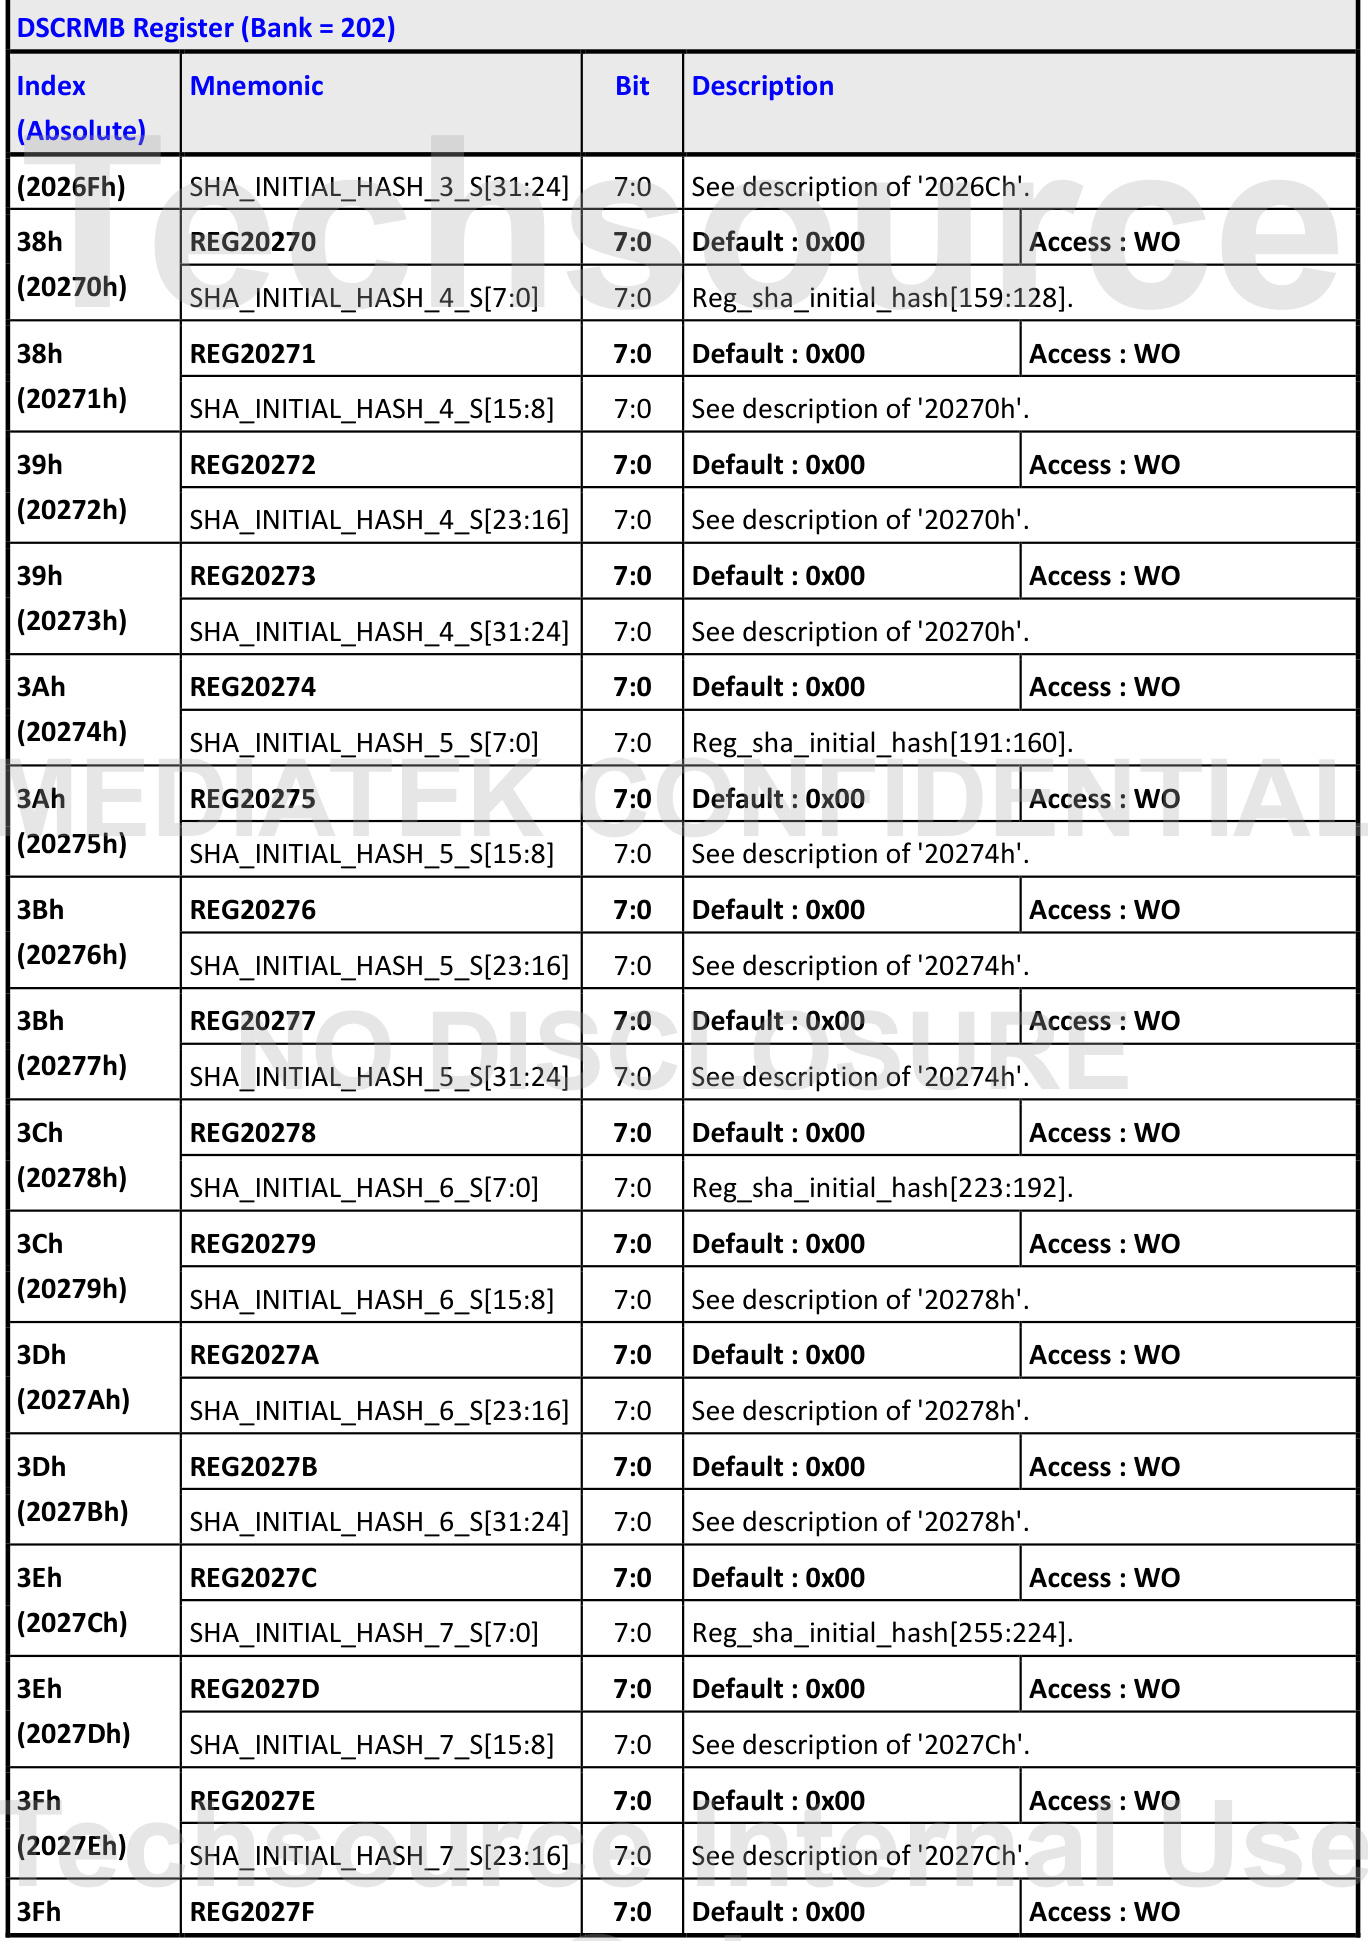 DSCRMB Register (Bank = 202)
Index (Absolute) Mnemonic Bit Description
(2026Fh) SHA_INITIAL_HASH_3_S[31:24] 7:0 See description of '2026Ch'.
38h REG20270 7:0 Default : 0x00 Access : WO
(20270h) SHA_INITIAL_HASH_4_S[7:0] 7:0 Reg_sha_initial_hash[159:128].
38h REG20271 7:0 Default : 0x00 Access : WO
(20271h) SHA_INITIAL_HASH_4_S[15:8] 7:0 See description of '20270h'.
39h REG20272 7:0 Default : 0x00 Access : WO
(20272h) SHA_INITIAL_HASH_4_S[23:16] 7:0 See description of '20270h'.
39h REG20273 7:0 Default : 0x00 Access : WO
(20273h) SHA_INITIAL_HASH_4_S[31:24] 7:0 See description of '20270h'.
3Ah REG20274 7:0 Default : 0x00 Access : WO
(20274h) SHA_INITIAL_HASH_5_S[7:0] 7:0 Reg_sha_initial_hash[191:160].
3Ah REG20275 7:0 Default : 0x00 Access : WO
(20275h) SHA_INITIAL_HASH_5_S[15:8] 7:0 See description of '20274h'.
3Bh REG20276 7:0 Default : 0x00 Access : WO
(20276h) SHA_INITIAL_HASH_5_S[23:16] 7:0 See description of '20274h'.
3Bh REG20277 7:0 Default : 0x00 Access : WO
(20277h) SHA_INITIAL_HASH_5_S[31:24] 7:0 See description of '20274h'.
3Ch REG20278 7:0 Default : 0x00 Access : WO
(20278h) SHA_INITIAL_HASH_6_S[7:0] 7:0 Reg_sha_initial_hash[223:192].
3Ch REG20279 7:0 Default : 0x00 Access : WO
(20279h) SHA_INITIAL_HASH_6_S[15:8] 7:0 See description of '20278h'.
3Dh REG2027A 7:0 Default : 0x00 Access : WO
(2027Ah) SHA_INITIAL_HASH_6_S[23:16] 7:0 See description of '20278h'.
3Dh REG2027B 7:0 Default : 0x00 Access : WO
(2027Bh) SHA_INITIAL_HASH_6_S[31:24] 7:0 See description of '20278h'.
3Eh REG2027C 7:0 Default : 0x00 Access : WO
(2027Ch) SHA_INITIAL_HASH_7_S[7:0] 7:0 Reg_sha_initial_hash[255:224].
3Eh REG2027D 7:0 Default : 0x00 Access : WO
(2027Dh) SHA_INITIAL_HASH_7_S[15:8] 7:0 See description of '2027Ch'.
3Fh REG2027E 7:0 Default : 0x00 Access : WO
(2027Eh) SHA_INITIAL_HASH_7_S[23:16] 7:0 See description of '2027Ch'.
3Fh REG2027F 7:0 Default : 0x00 Access : WO
Techsource
MEDIATEK CONFIDENTIAL
NO DISCLOSURE
Techsource Internal Use